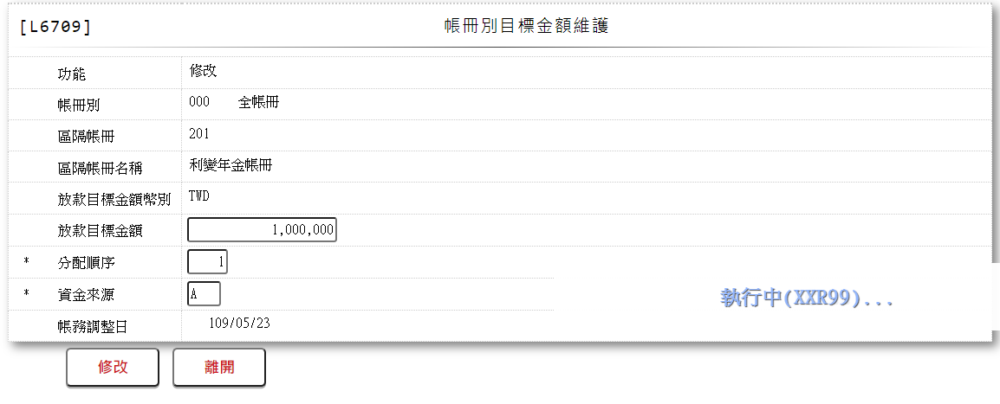 [L6709] 帳冊別目標金額維護
功能 修改
帳冊別 000 全帳冊
區隔帳冊 201
區隔帳冊名稱 利變年金帳冊
放款目標金額幣別 TWD
放款目標金額 1,000,000
* 分配順序 1
* 資金來源 A
執行中(XXR99)...
帳務調整日 109/05/23
修改 離開